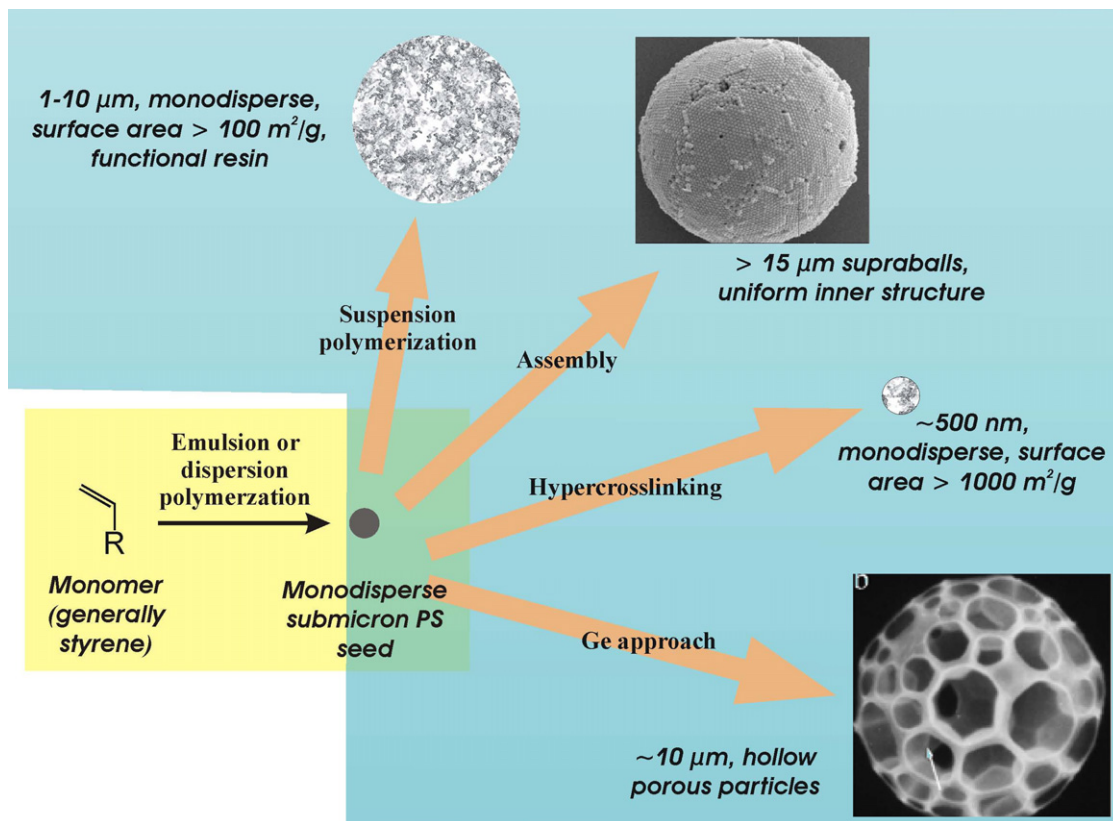 1-10 µm, monodisperse,
surface area > 100 m²/g,
functional resin
> 15 µm supraballs,
uniform inner structure
Suspension
polymerization
Assembly
~500 nm,
monodisperse, surface
area > 1000 m²/g
Hypercrosslinking
Emulsion or
dispersion
polymerzation
R
Monomer
(generally
styrene)
Monodisperse
submicron PS
seed
Ge approach
b
~10 µm, hollow
porous particles